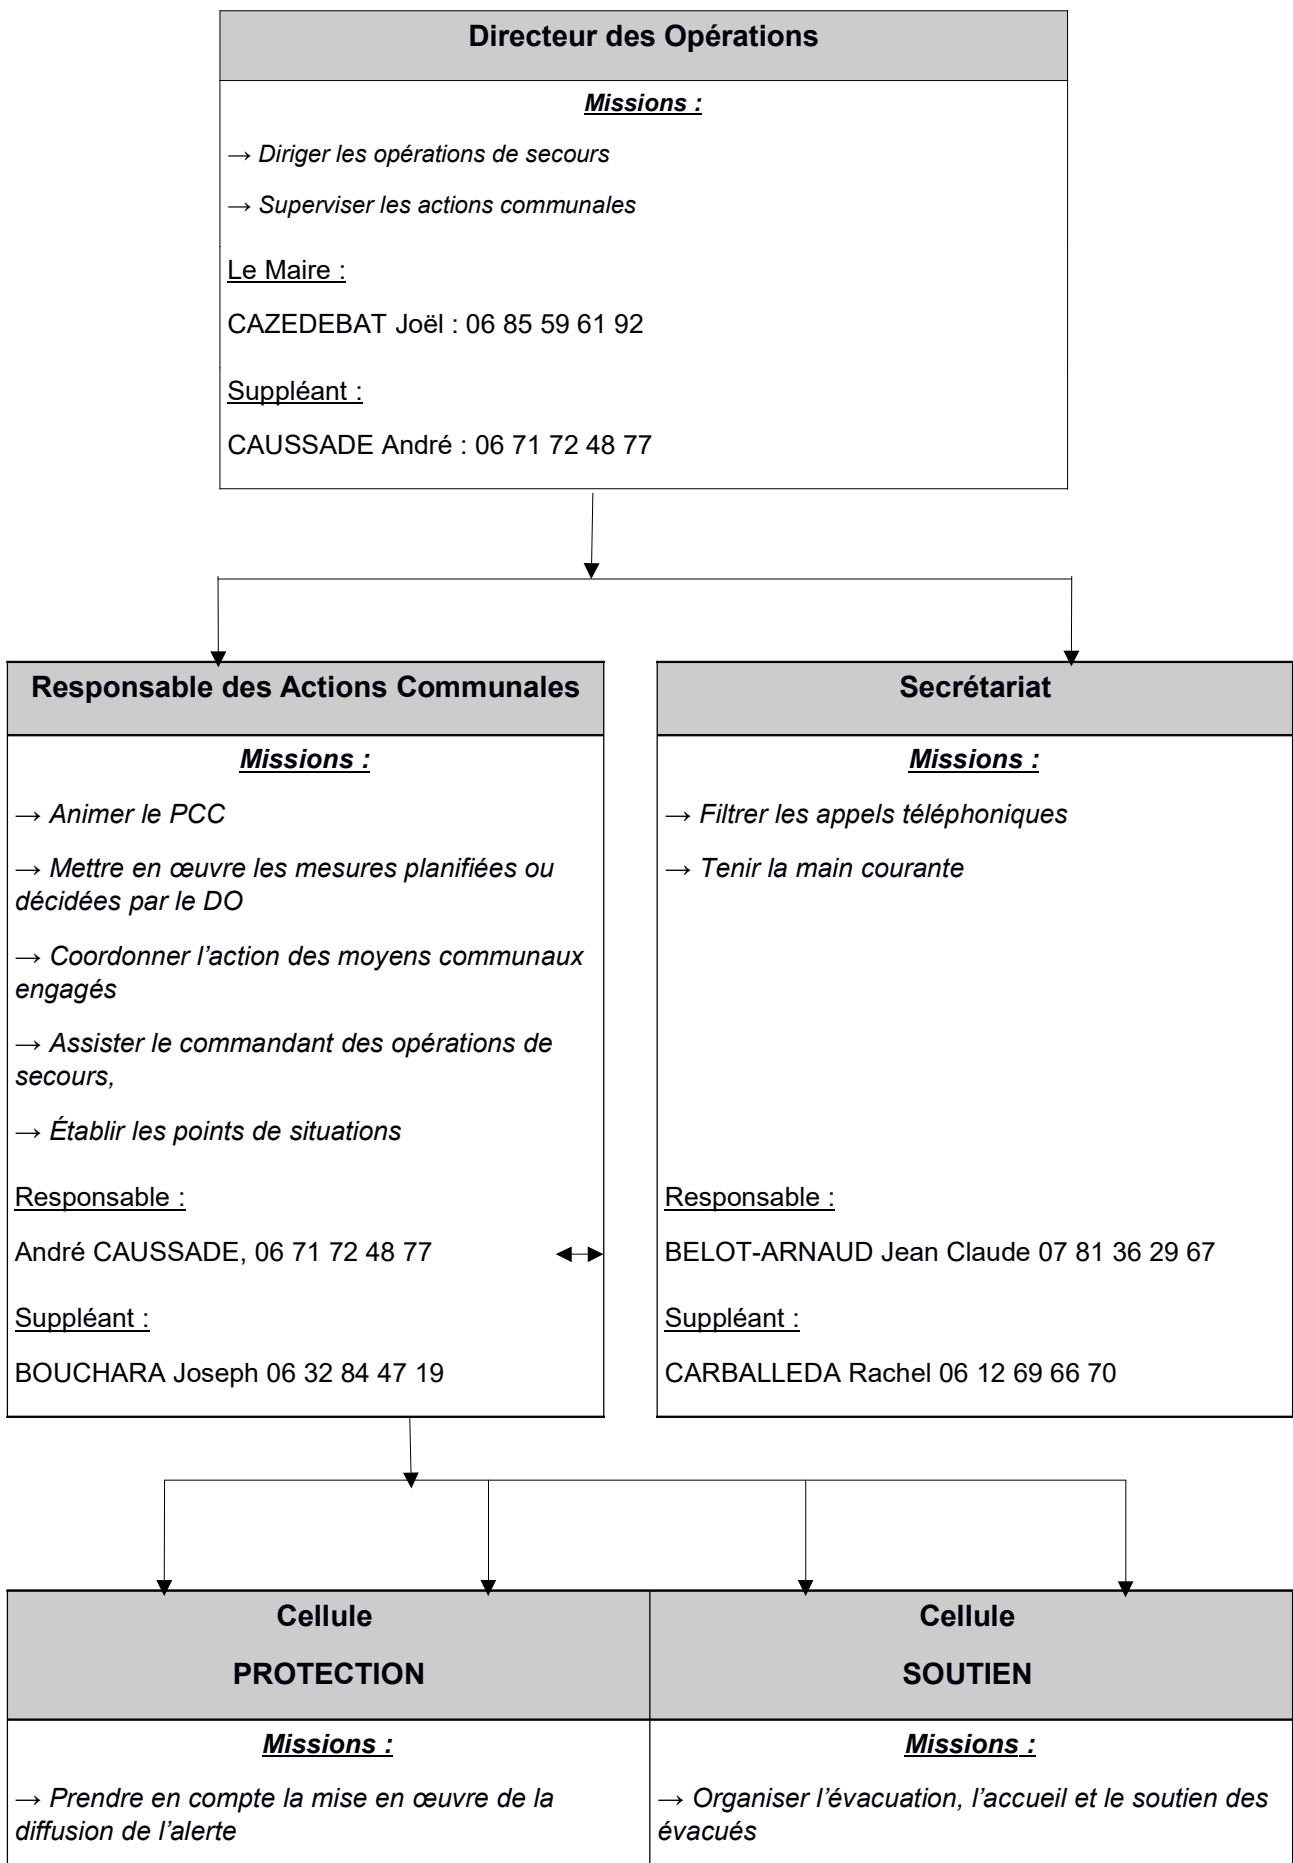 Directeur des Opérations
Missions :
→ Diriger les opérations de secours
→ Superviser les actions communales
Le Maire :
CAZEDEBAT Joël : 06 85 59 61 92
Suppléant :
CAUSSADE André : 06 71 72 48 77
Responsable des Actions Communales
Missions :
→ Animer le PCC
→ Mettre en œuvre les mesures planifiées ou
décidées par le DO
→ Coordonner l’action des moyens communaux
engagés
→ Assister le commandant des opérations de
secours,
→ Établir les points de situations
Responsable :
André CAUSSADE, 06 71 72 48 77
Suppléant :
BOUCHARA Joseph 06 32 84 47 19
Secrétariat
Missions :
→ Filtrer les appels téléphoniques
→ Tenir la main courante
Responsable :
BELOT-ARNAUD Jean Claude 07 81 36 29 67
Suppléant :
CARBALLEDA Rachel 06 12 69 66 70
Cellule
PROTECTION
Missions :
→ Prendre en compte la mise en œuvre de la
diffusion de l’alerte
Cellule
SOUTIEN
Missions :
→ Organiser l’évacuation, l’accueil et le soutien des
évacués